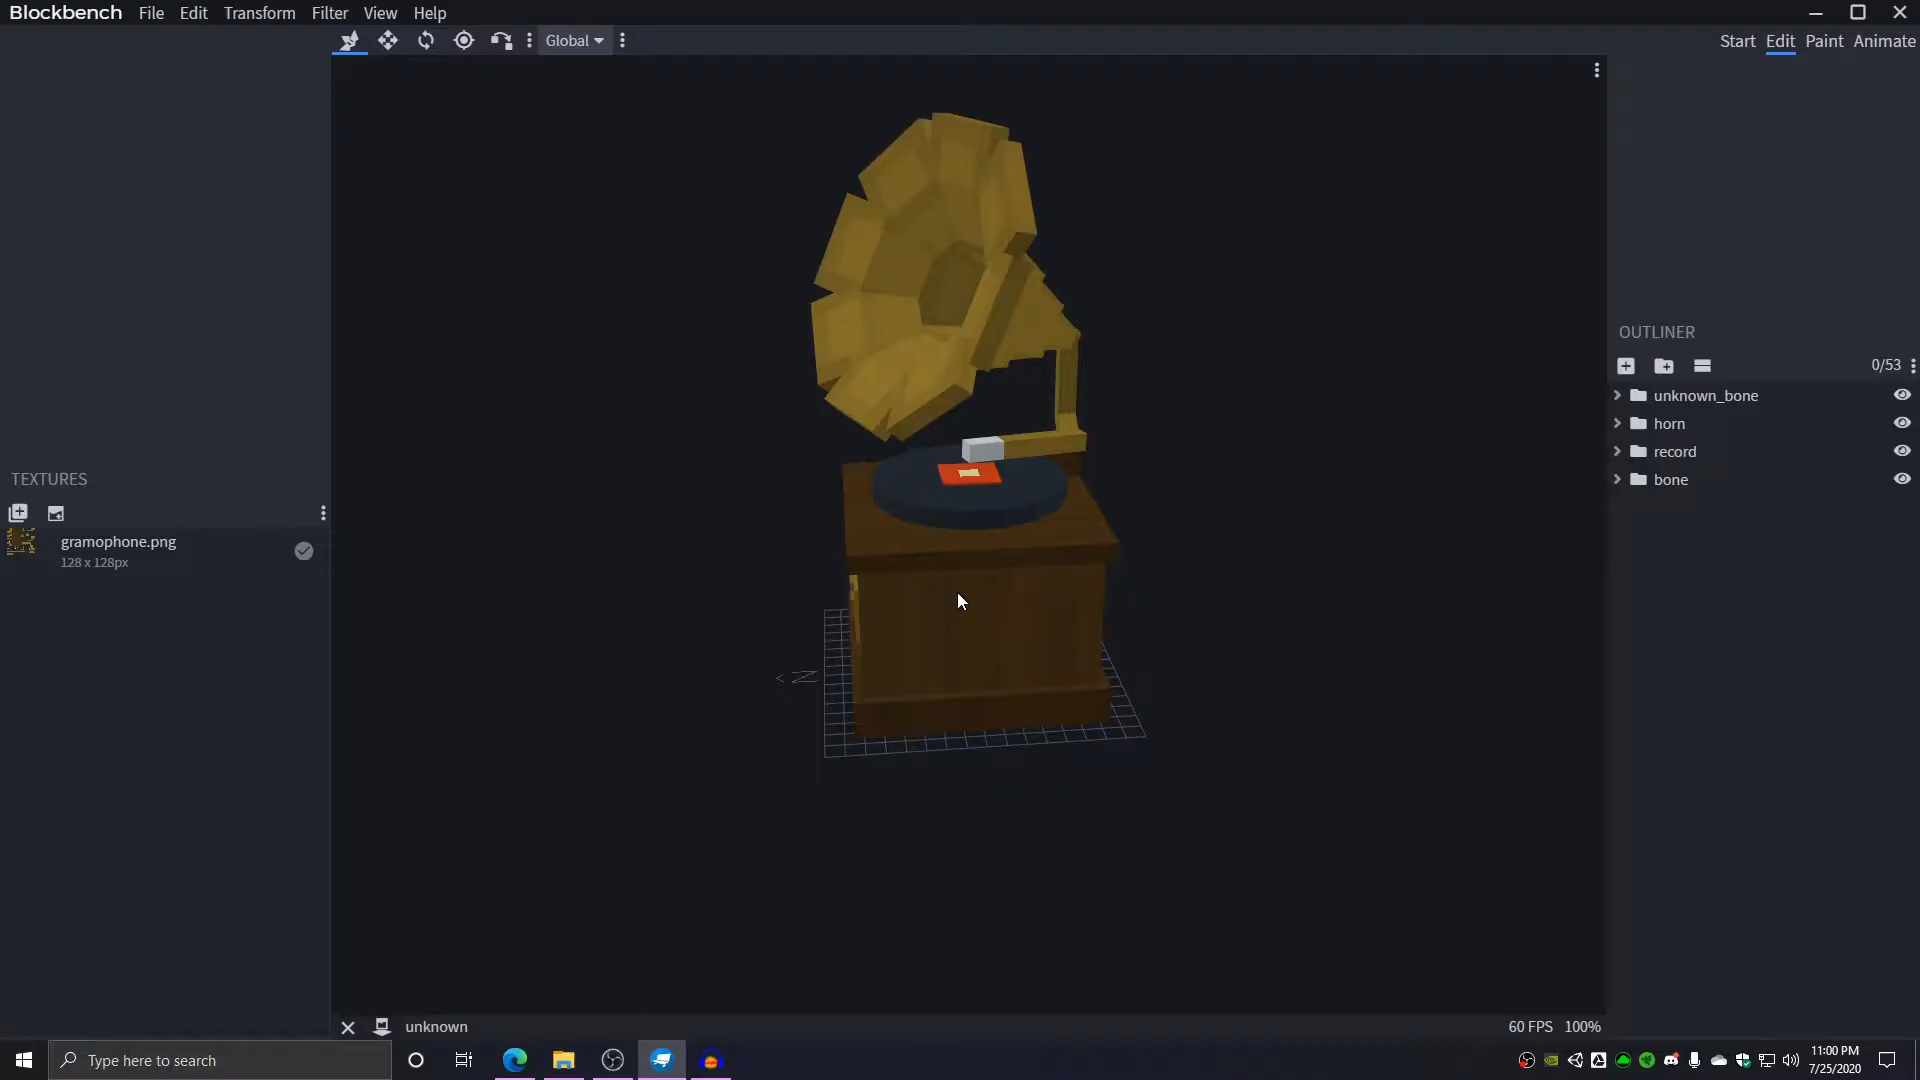 Blockbench File Edit Transform Filter View Help
Global
Start Edit Paint Animate
OUTLINER
0/53
unknown_bone
horn
record
bone
TEXTURES
gramophone.png
128 x 128px
N
unknown
60 FPS 100%
Type here to search
11:00 PM
7/25/2020